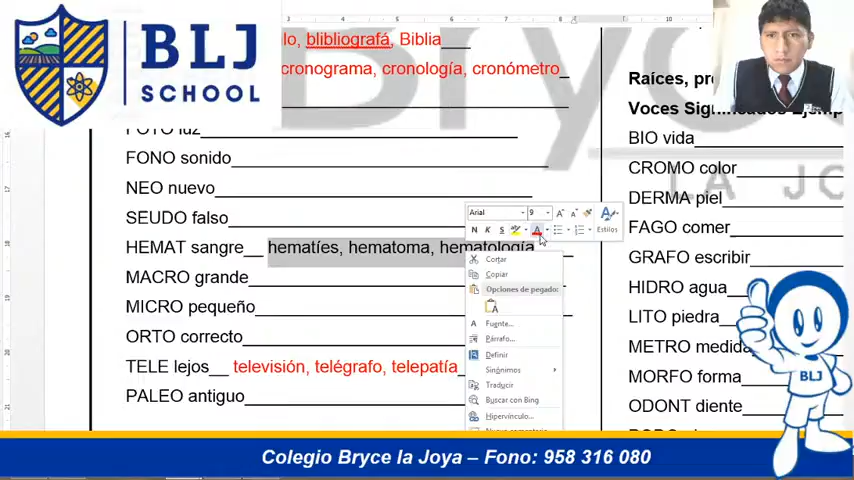 BLJ
SCHOOL
lo, blibliografá, Biblia___
cronograma, cronología, cronómetro_
FOTO luz
FONO sonido
NEO nuevo
SEUDO falso
HEMAT sangre__ hematíes, hematoma, hematología
MACRO grande
MICRO pequeño
ORTO correcto
TELE lejos__ televisión, telégrafo, telepatía
PALEO antiguo
Arial 9
N K S Estilos
Cortar
Copiar
Opciones de pegado:
Fuente...
Párrafo...
Definir
Sinónimos
Traducir
Buscar con Bing
Hipervínculo...
Raíces, pr
Voces Significados Ejemp
BIO vida
CROMO color
DERMA piel
FAGO comer
GRAFO escribir
HIDRO agua
LITO piedra
METRO medida
MORFO forma
ODONT diente
BLJ
Colegio Bryce la Joya – Fono: 958 316 080